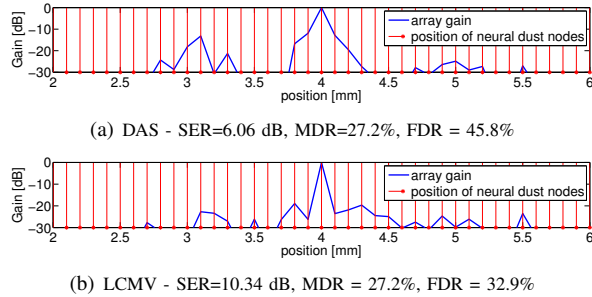 0
−10
−20
−30
Gain [dB]
array gain
position of neural dust nodes
2 2.5 3 3.5 4 4.5 5 5.5 6
position [mm]
(a) DAS - SER=6.06 dB, MDR=27.2%, FDR = 45.8%
0
−10
−20
−30
Gain [dB]
array gain
position of neural dust nodes
2 2.5 3 3.5 4 4.5 5 5.5 6
position [mm]
(b) LCMV - SER=10.34 dB, MDR = 27.2%, FDR = 32.9%